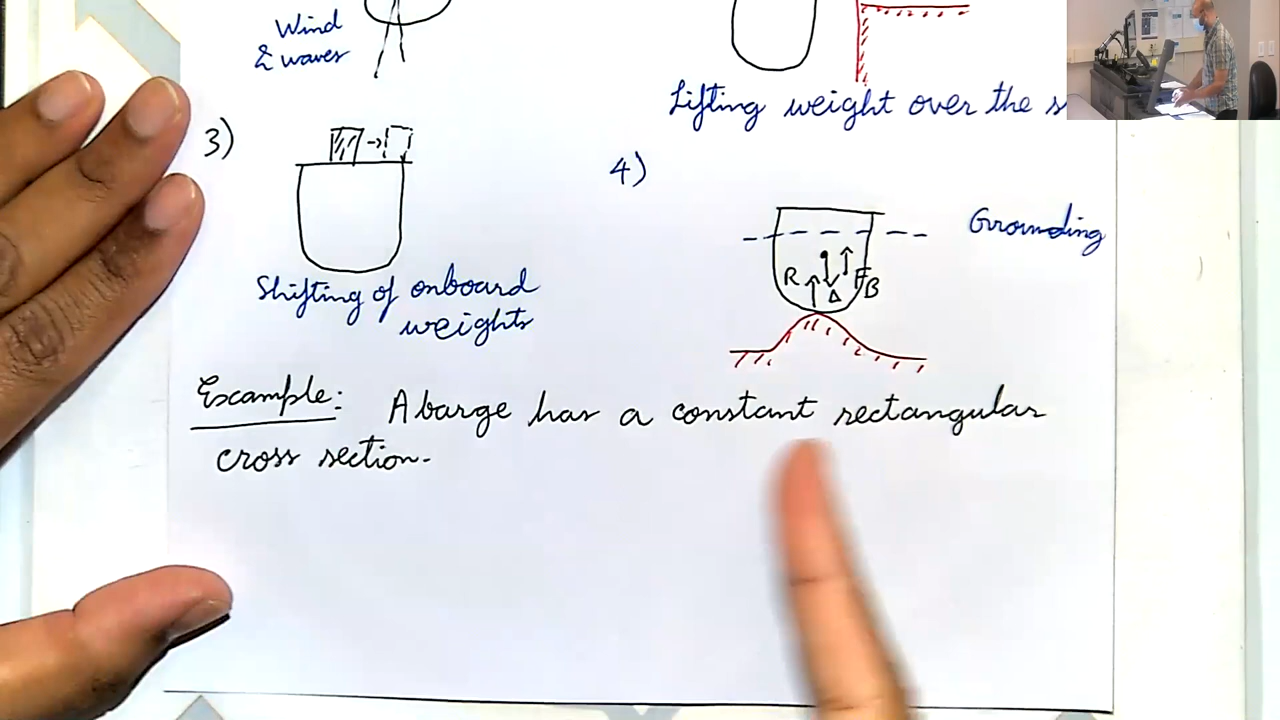 Wind
& waves
Lifting weight over the s
3)
Shifting of onboard
weights
4)
Grounding
R
Δ
FB
Example: A barge has a constant rectangular
cross section.